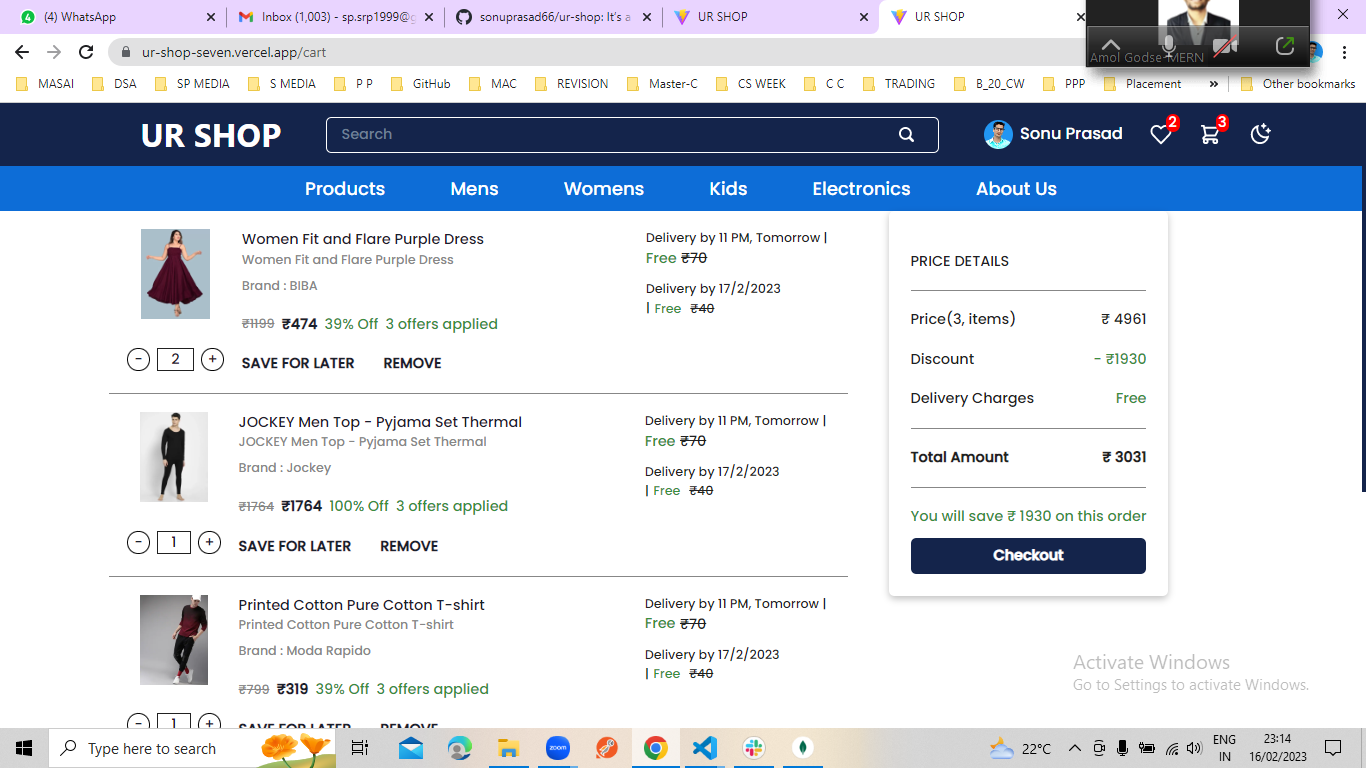 (4) WhatsApp
Inbox (1,003) - sp.srp1999@g
sonuprasad66/ur-shop: It's a
UR SHOP
UR SHOP
ur-shop-seven.vercel.app/cart
Amol Godse-MERN
MASAI
DSA
SP MEDIA
S MEDIA
P P
GitHub
MAC
REVISION
Master-C
CS WEEK
C C
TRADING
B_20_CW
PPP
Placement
»
Other bookmarks
UR SHOP
Search
Sonu Prasad
2
3
Products
Mens
Womens
Kids
Electronics
About Us
Women Fit and Flare Purple Dress
Women Fit and Flare Purple Dress
Brand : BIBA
₹1199 ₹474 39% Off 3 offers applied
- 2 +
SAVE FOR LATER
REMOVE
Delivery by 11 PM, Tomorrow |
Free ₹70
Delivery by 17/2/2023
| Free ₹40
JOCKEY Men Top - Pyjama Set Thermal
JOCKEY Men Top - Pyjama Set Thermal
Brand : Jockey
₹1764 ₹1764 100% Off 3 offers applied
- 1 +
SAVE FOR LATER
REMOVE
Delivery by 11 PM, Tomorrow |
Free ₹70
Delivery by 17/2/2023
| Free ₹40
Printed Cotton Pure Cotton T-shirt
Printed Cotton Pure Cotton T-shirt
Brand : Moda Rapido
₹799 ₹319 39% Off 3 offers applied
- 1 +
SAVE FOR LATER
REMOVE
Delivery by 11 PM, Tomorrow |
Free ₹70
Delivery by 17/2/2023
| Free ₹40
PRICE DETAILS
Price(3, items) ₹ 4961
Discount - ₹1930
Delivery Charges Free
Total Amount ₹ 3031
You will save ₹ 1930 on this order
Checkout
Activate Windows
Go to Settings to activate Windows.
Type here to search
zoom
22°C
ENG
IN
23:14
16/02/2023